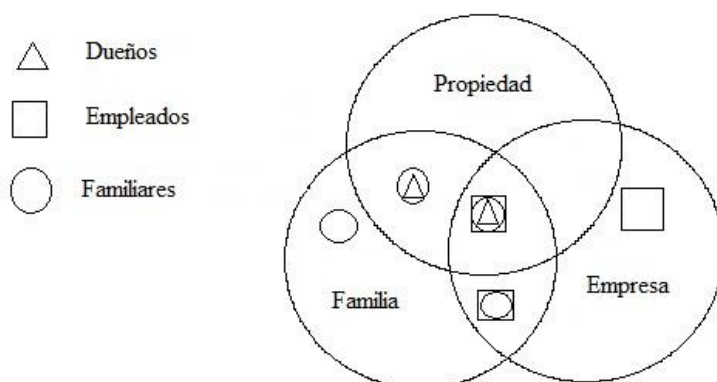 Dueños
Propiedad
Empleados
Familiares
Familia
Empresa